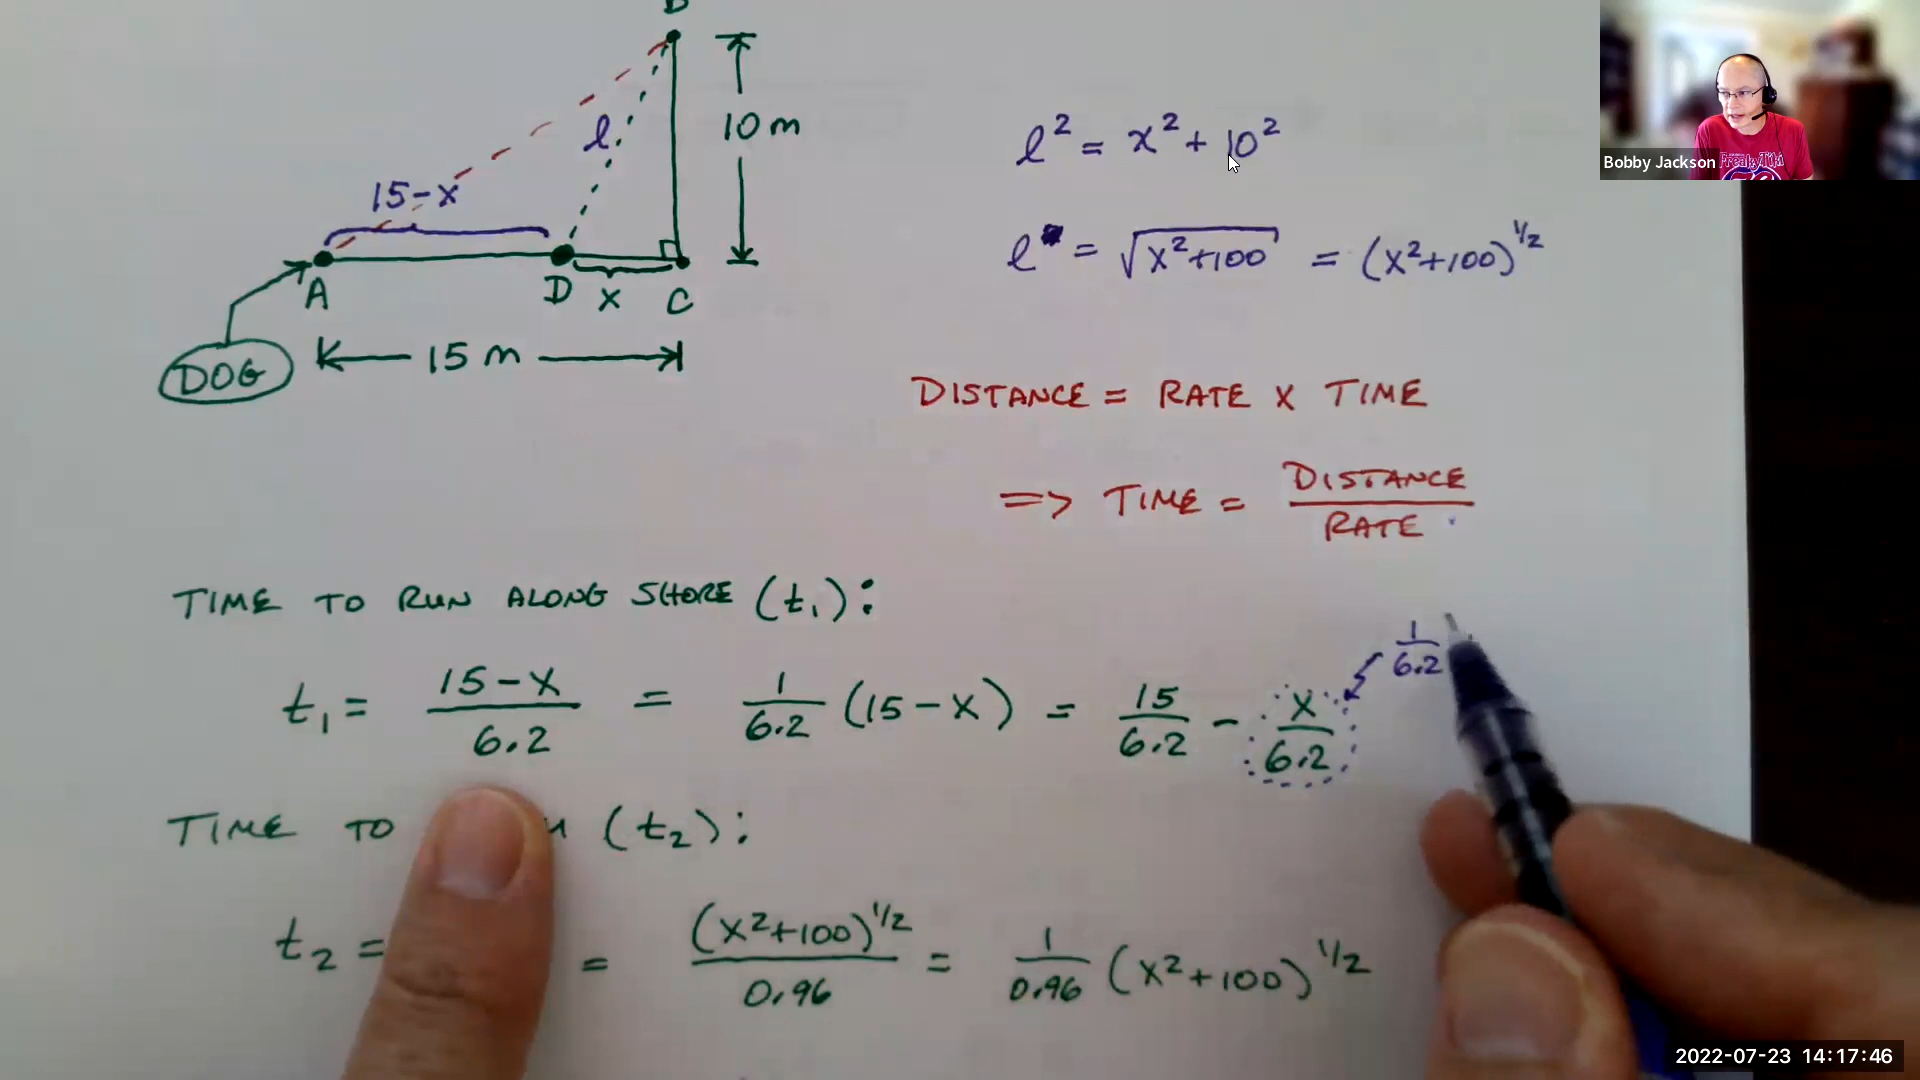 B
l
10 m
15-x
A
D
x
C
15 m
DOG
l² = x² + 10²
l = √x²+100 = (x²+100)^1/2
DISTANCE = RATE X TIME
=> TIME = DISTANCE / RATE
TIME TO RUN ALONG SHORE (t₁):
t₁ = 15-x / 6.2 = 1 / 6.2 (15-x) = 15 / 6.2 - x / 6.2
1 / 6.2
TIME TO (t₂):
t₂ = = (x²+100)^1/2 / 0.96 = 1 / 0.96 (x²+100)^1/2
Bobby Jackson
FreakyTiki
2022-07-23 14:17:46